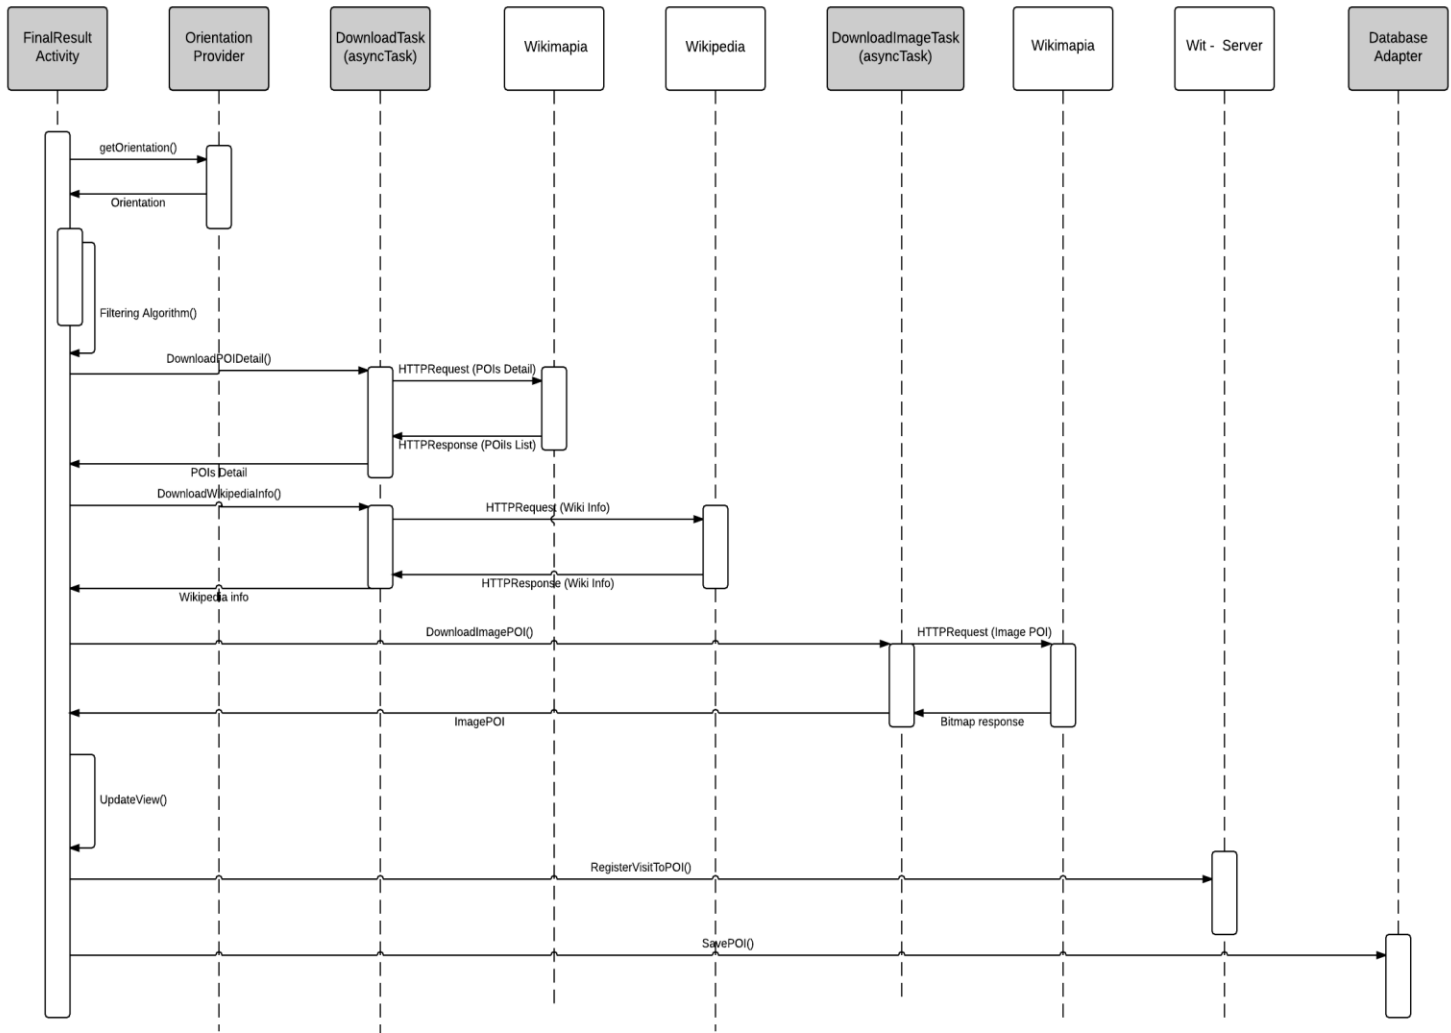 FinalResult
Activity
Orientation
Provider
DownloadTask
(asyncTask)
Wikimapia
Wikipedia
DownloadImageTask
(asyncTask)
Wikimapia
Wit - Server
Database
Adapter
getOrientation()
Orientation
Filtering Algorithm()
DownloadPOIDetail()
HTTPRequest (POIs Detail)
HTTPResponse (POiIs List)
POIs Detail
DownloadWikipediaInfo()
HTTPRequest (Wiki Info)
HTTPResponse (Wiki Info)
Wikipedia info
DownloadImagePOI()
HTTPRequest (Image POI)
ImagePOI
Bitmap response
UpdateView()
RegisterVisitToPOI()
SavePOI()